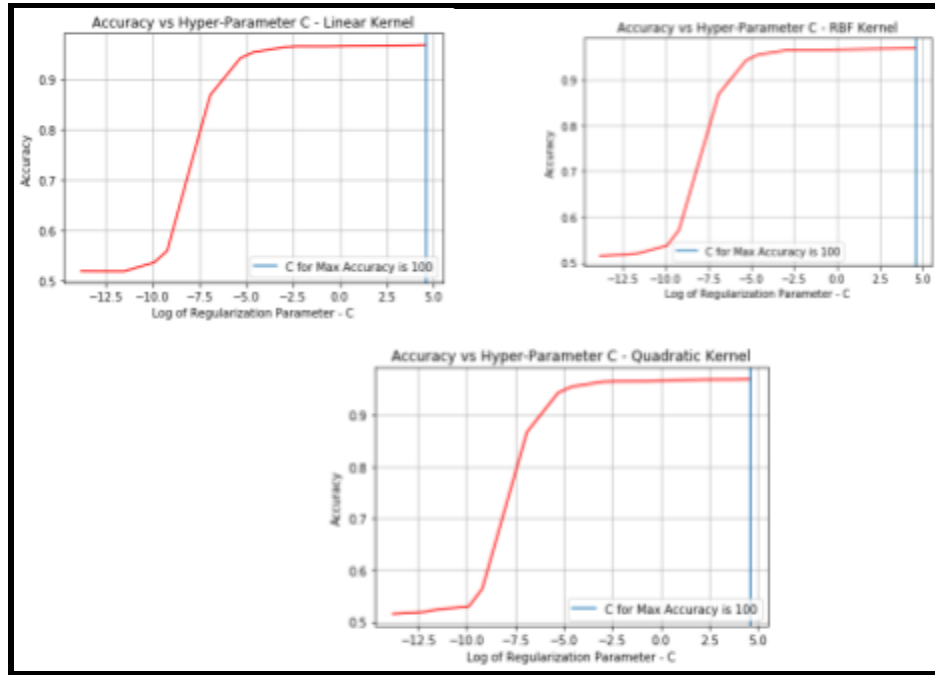 Accuracy vs Hyper-Parameter C - Linear Kernel
Accuracy
0.9
0.8
0.7
0.6
0.5
C for Max Accuracy is 100
−12.5 −10.0 −7.5 −5.0 −2.5 0.0 2.5 5.0
Log of Regularization Parameter - C
Accuracy vs Hyper-Parameter C - RBF Kernel
Accuracy
0.9
0.8
0.7
0.6
0.5
C for Max Accuracy is 100
−12.5 −10.0 −7.5 −5.0 −2.5 0.0 2.5 5.0
Log of Regularization Parameter - C
Accuracy vs Hyper-Parameter C - Quadratic Kernel
Accuracy
0.9
0.8
0.7
0.6
0.5
C for Max Accuracy is 100
−12.5 −10.0 −7.5 −5.0 −2.5 0.0 2.5 5.0
Log of Regularization Parameter - C